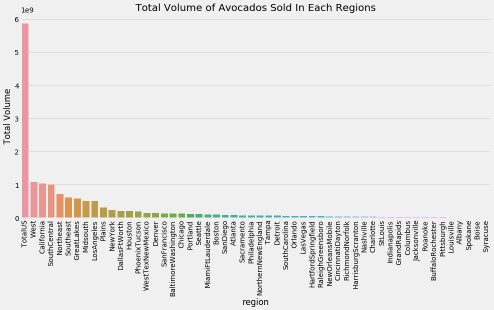 Total Volume of Avocados Sold In Each Regions
1e9
6
5
4
3
2
1
0
Total Volume
TotalUS
West
California
SouthCentral
Northeast
Southeast
GreatLakes
Midsouth
LosAngeles
Plains
NewYork
DallasFtWorth
Houston
PhoenixTucson
WestTexNewMexico
Denver
SanFrancisco
BaltimoreWashington
Chicago
Portland
Seattle
MiamiFtLauderdale
Boston
SanDiego
Atlanta
Sacramento
Philadelphia
NorthernNewEngland
Tampa
Detroit
SouthCarolina
Orlando
LasVegas
HartfordSpringfield
RaleighGreensboro
NewOrleansMobile
CincinnatiDayton
RichmondNorfolk
HarrisburgScranton
Nashville
Charlotte
StLouis
Indianapolis
GrandRapids
Columbus
Jacksonville
Roanoke
BuffaloRochester
Pittsburgh
Louisville
Albany
Spokane
Boise
Syracuse
region